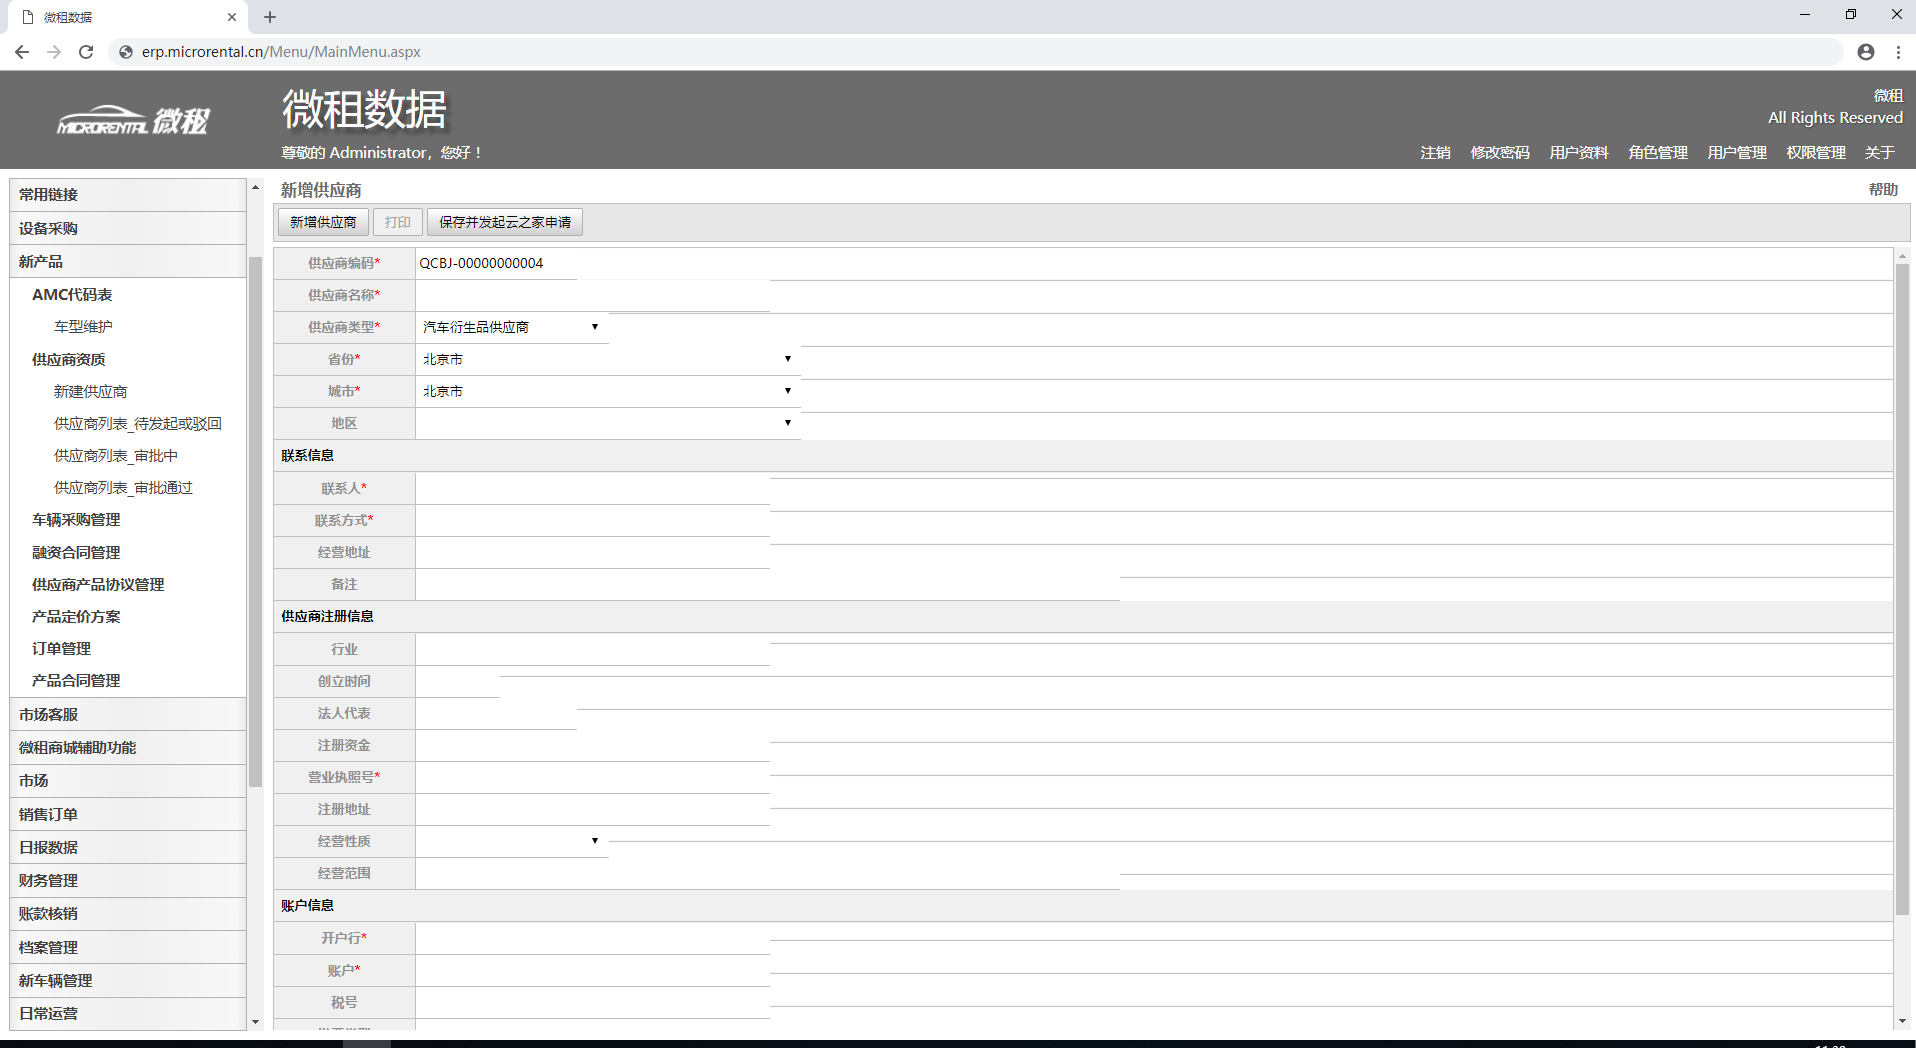 微租数据
erp.microrental.cn/Menu/MainMenu.aspx
MICRORENTAL 微租
微租数据
尊敬的 Administrator，您好！
微租
All Rights Reserved
注销 修改密码 用户资料 角色管理 用户管理 权限管理 关于
常用链接
设备采购
新产品
AMC代码表
车型维护
供应商资质
新建供应商
供应商列表_待发起或驳回
供应商列表_审批中
供应商列表_审批通过
车辆采购管理
融资合同管理
供应商产品协议管理
产品定价方案
订单管理
产品合同管理
市场客服
微租商城辅助功能
市场
销售订单
日报数据
财务管理
账款核销
档案管理
新车辆管理
日常运营
新增供应商
帮助
新增供应商 打印 保存并发起云之家申请
供应商编码* QCBJ-00000000004
供应商名称*
供应商类型* 汽车衍生品供应商
省份* 北京市
城市* 北京市
地区
联系信息
联系人*
联系方式*
经营地址
备注
供应商注册信息
行业
创立时间
法人代表
注册资金
营业执照号*
注册地址
经营性质
经营范围
账户信息
开户行*
账户*
税号